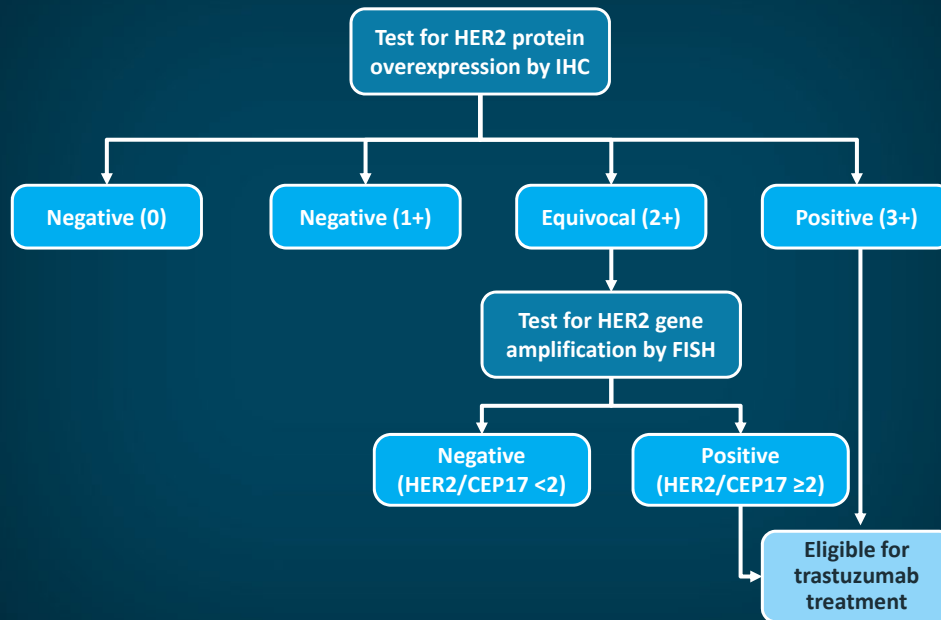 Test for HER2 protein
overexpression by IHC
Negative (0)
Negative (1+)
Equivocal (2+)
Positive (3+)
Test for HER2 gene
amplification by FISH
Negative
(HER2/CEP17 <2)
Positive
(HER2/CEP17 ≥2)
Eligible for
trastuzumab
treatment